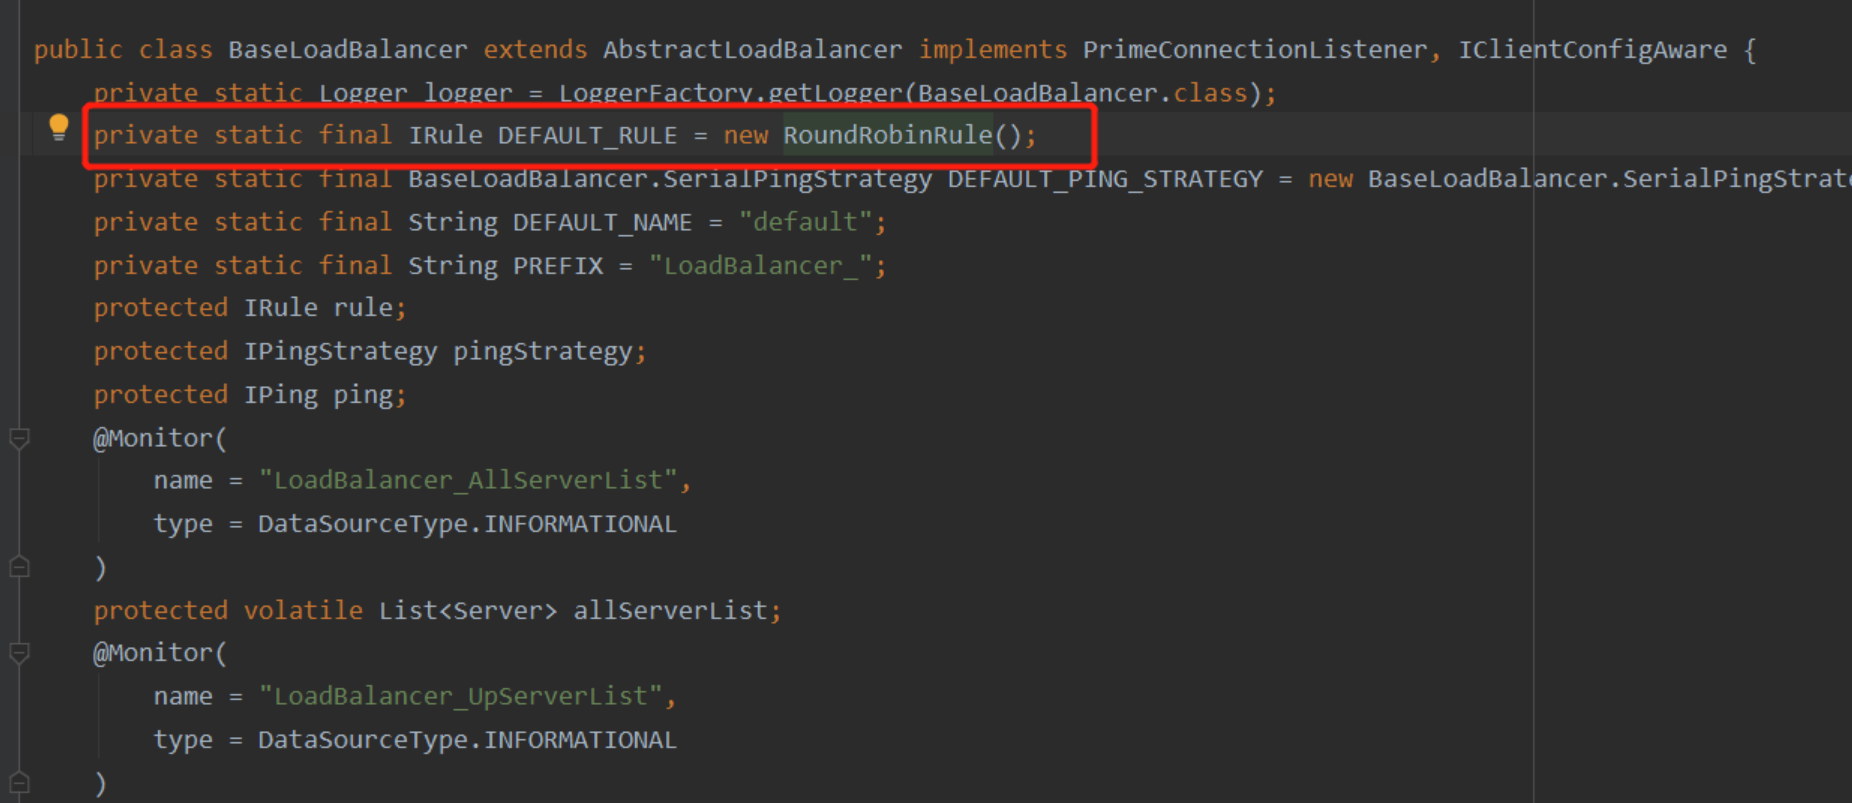 public class BaseLoadBalancer extends AbstractLoadBalancer implements PrimeConnectionListener, IClientConfigAware {
    private static Logger logger = LoggerFactory.getLogger(BaseLoadBalancer.class);
    private static final IRule DEFAULT_RULE = new RoundRobinRule();
    private static final BaseLoadBalancer.SerialPingStrategy DEFAULT_PING_STRATEGY = new BaseLoadBalancer.SerialPingStrat
    private static final String DEFAULT_NAME = "default";
    private static final String PREFIX = "LoadBalancer_";
    protected IRule rule;
    protected IPingStrategy pingStrategy;
    protected IPing ping;
    @Monitor(
        name = "LoadBalancer_AllServerList",
        type = DataSourceType.INFORMATIONAL
    )
    protected volatile List<Server> allServerList;
    @Monitor(
        name = "LoadBalancer_UpServerList",
        type = DataSourceType.INFORMATIONAL
    )